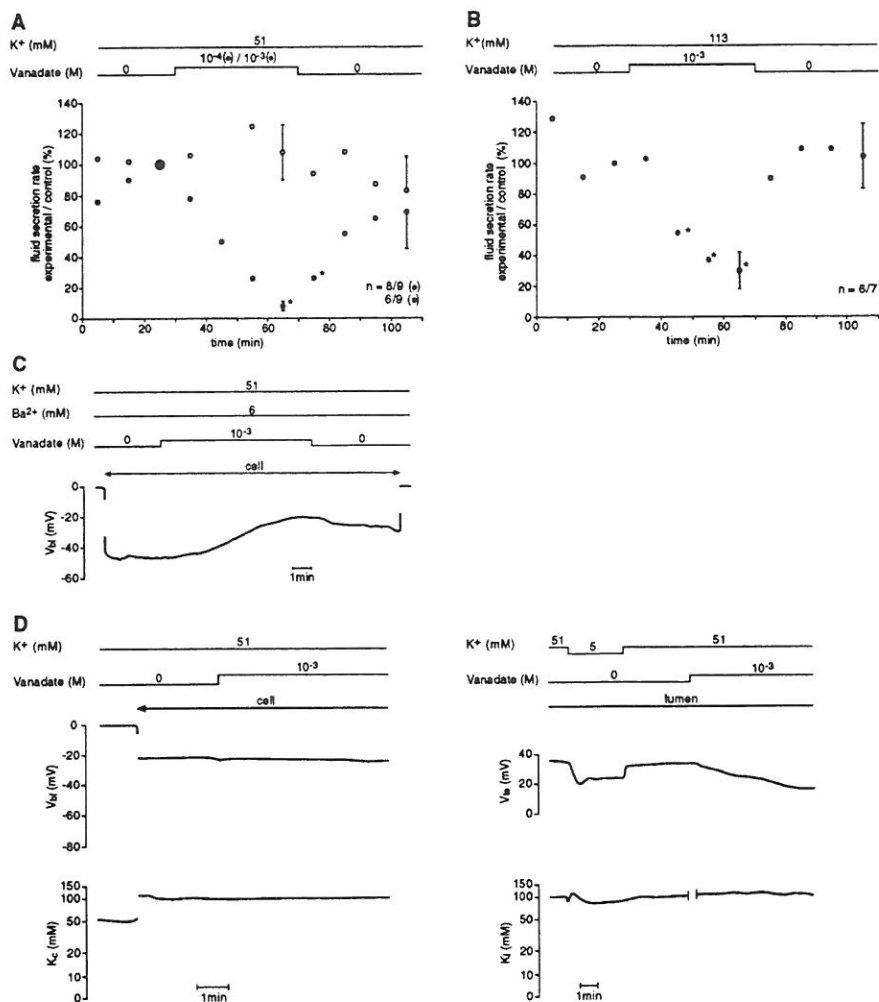 A
K+ (mM) 51
Vanadate (M) 0 10-4(o) / 10-3(●) 0
fluid secretion rate
experimental / control (%)
140
120
100
80
60
40
20
0
*
*
n = 8/9 (●)
6/9 (o)
0 20 40 60 80 100
time (min)
B
K+ (mM) 113
Vanadate (M) 0 10-3 0
fluid secretion rate
experimental / control (%)
140
120
100
80
60
40
20
0
*
*
*
n = 6/7
0 20 40 60 80 100
time (min)
C
K+ (mM) 51
Ba2+ (mM) 6
Vanadate (M) 0 10-3 0
cell
Vbl (mV)
0
-20
-40
-60
1min
D
K+ (mM) 51
Vanadate (M) 0 10-3
cell
Vbl (mV)
0
-20
-40
-60
-80
Kc (mM)
150
100
50
10
0
1min
K+ (mM) 51 5 51
Vanadate (M) 0 10-3
lumen
Vte (mV)
40
20
0
Kl (mM)
150
100
50
10
0
1min